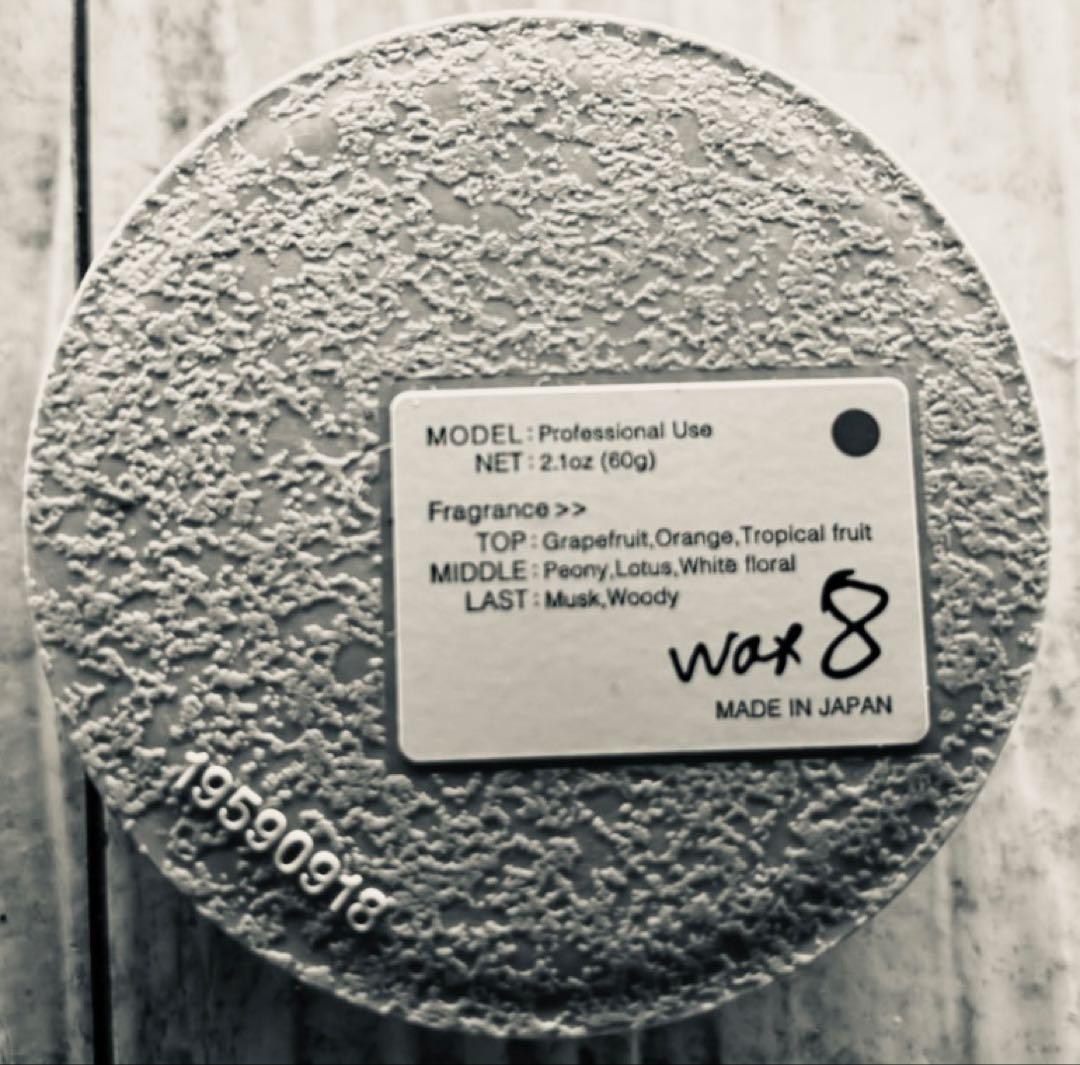 MODEL : Professional Use
NET : 2.1oz (60g)
Fragrance >>
TOP : Grapefruit,Orange,Tropical fruit
MIDDLE : Peony,Lotus,White floral
LAST : Musk,Woody
wax 8
MADE IN JAPAN
19590918